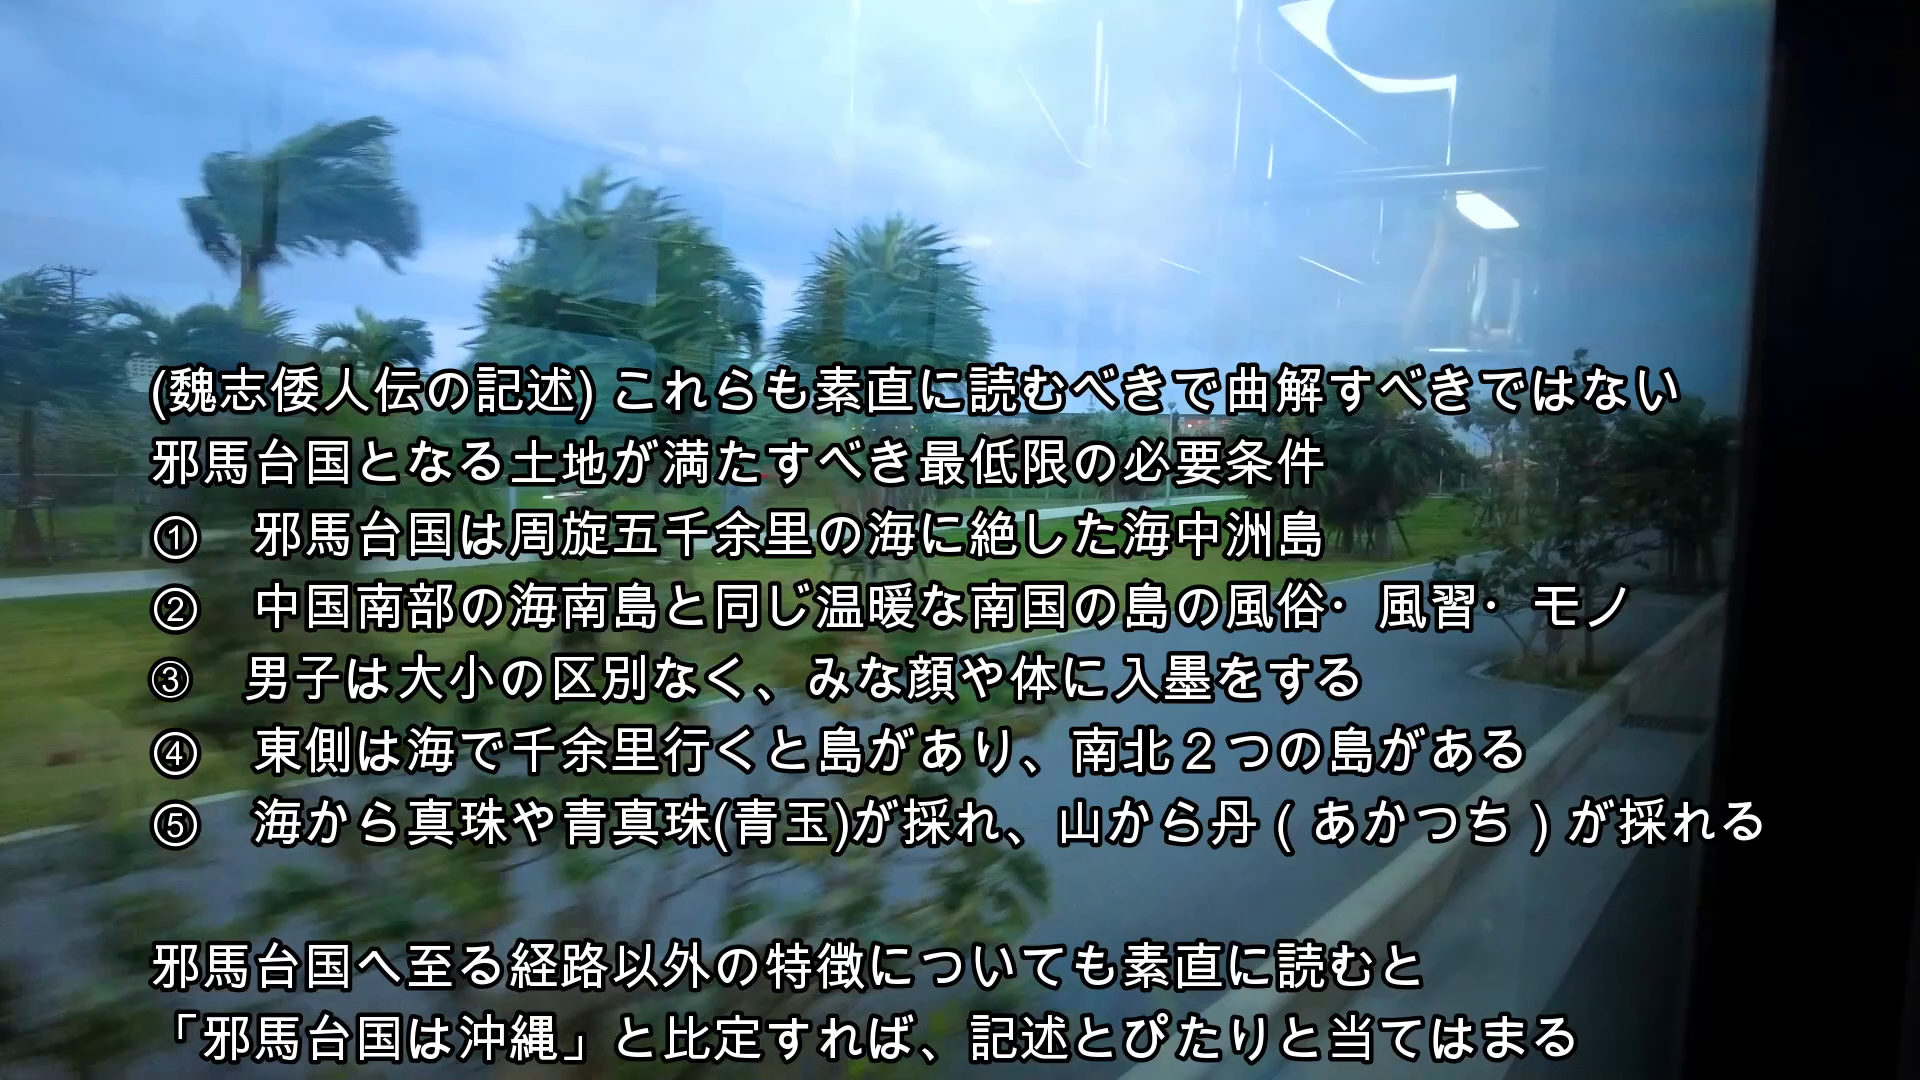 (魏志倭人伝の記述) これらも素直に読むべきで曲解すべきではない
邪馬台国となる土地が満たすべき最低限の必要条件
①　邪馬台国は周旋五千余里の海に絶した海中洲島
②　中国南部の海南島と同じ温暖な南国の島の風俗・風習・モノ
③　男子は大小の区別なく、みな顔や体に入墨をする
④　東側は海で千余里行くと島があり、南北２つの島がある
⑤　海から真珠や青真珠(青玉)が採れ、山から丹 ( あかつち ) が採れる
邪馬台国へ至る経路以外の特徴についても素直に読むと
「邪馬台国は沖縄」と比定すれば、記述とぴたりと当てはまる